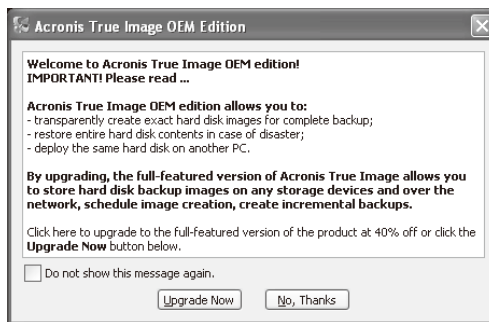 Acronis True Image OEM Edition
Welcome to Acronis True Image OEM edition!
IMPORTANT! Please read ...
Acronis True Image OEM edition allows you to:
- transparently create exact hard disk images for complete backup;
- restore entire hard disk contents in case of disaster;
- deploy the same hard disk on another PC.
By upgrading, the full-featured version of Acronis True Image allows you
to store hard disk backup images on any storage devices and over the
network, schedule image creation, create incremental backups.
Click here to upgrade to the full-featured version of the product at 40% off or click the
Upgrade Now button below.
Do not show this message again.
Upgrade Now
No, Thanks